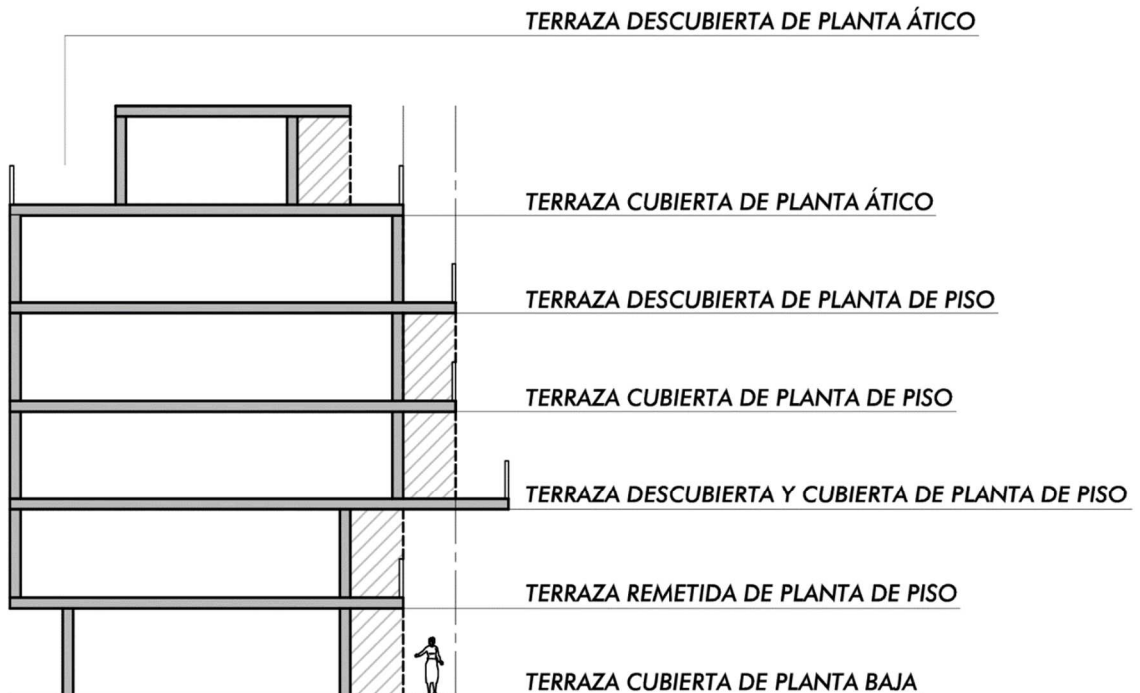 TERRAZA DESCUBIERTA DE PLANTA ÁTICO
TERRAZA CUBIERTA DE PLANTA ÁTICO
TERRAZA DESCUBIERTA DE PLANTA DE PISO
TERRAZA CUBIERTA DE PLANTA DE PISO
TERRAZA DESCUBIERTA Y CUBIERTA DE PLANTA DE PISO
TERRAZA REMETIDA DE PLANTA DE PISO
TERRAZA CUBIERTA DE PLANTA BAJA